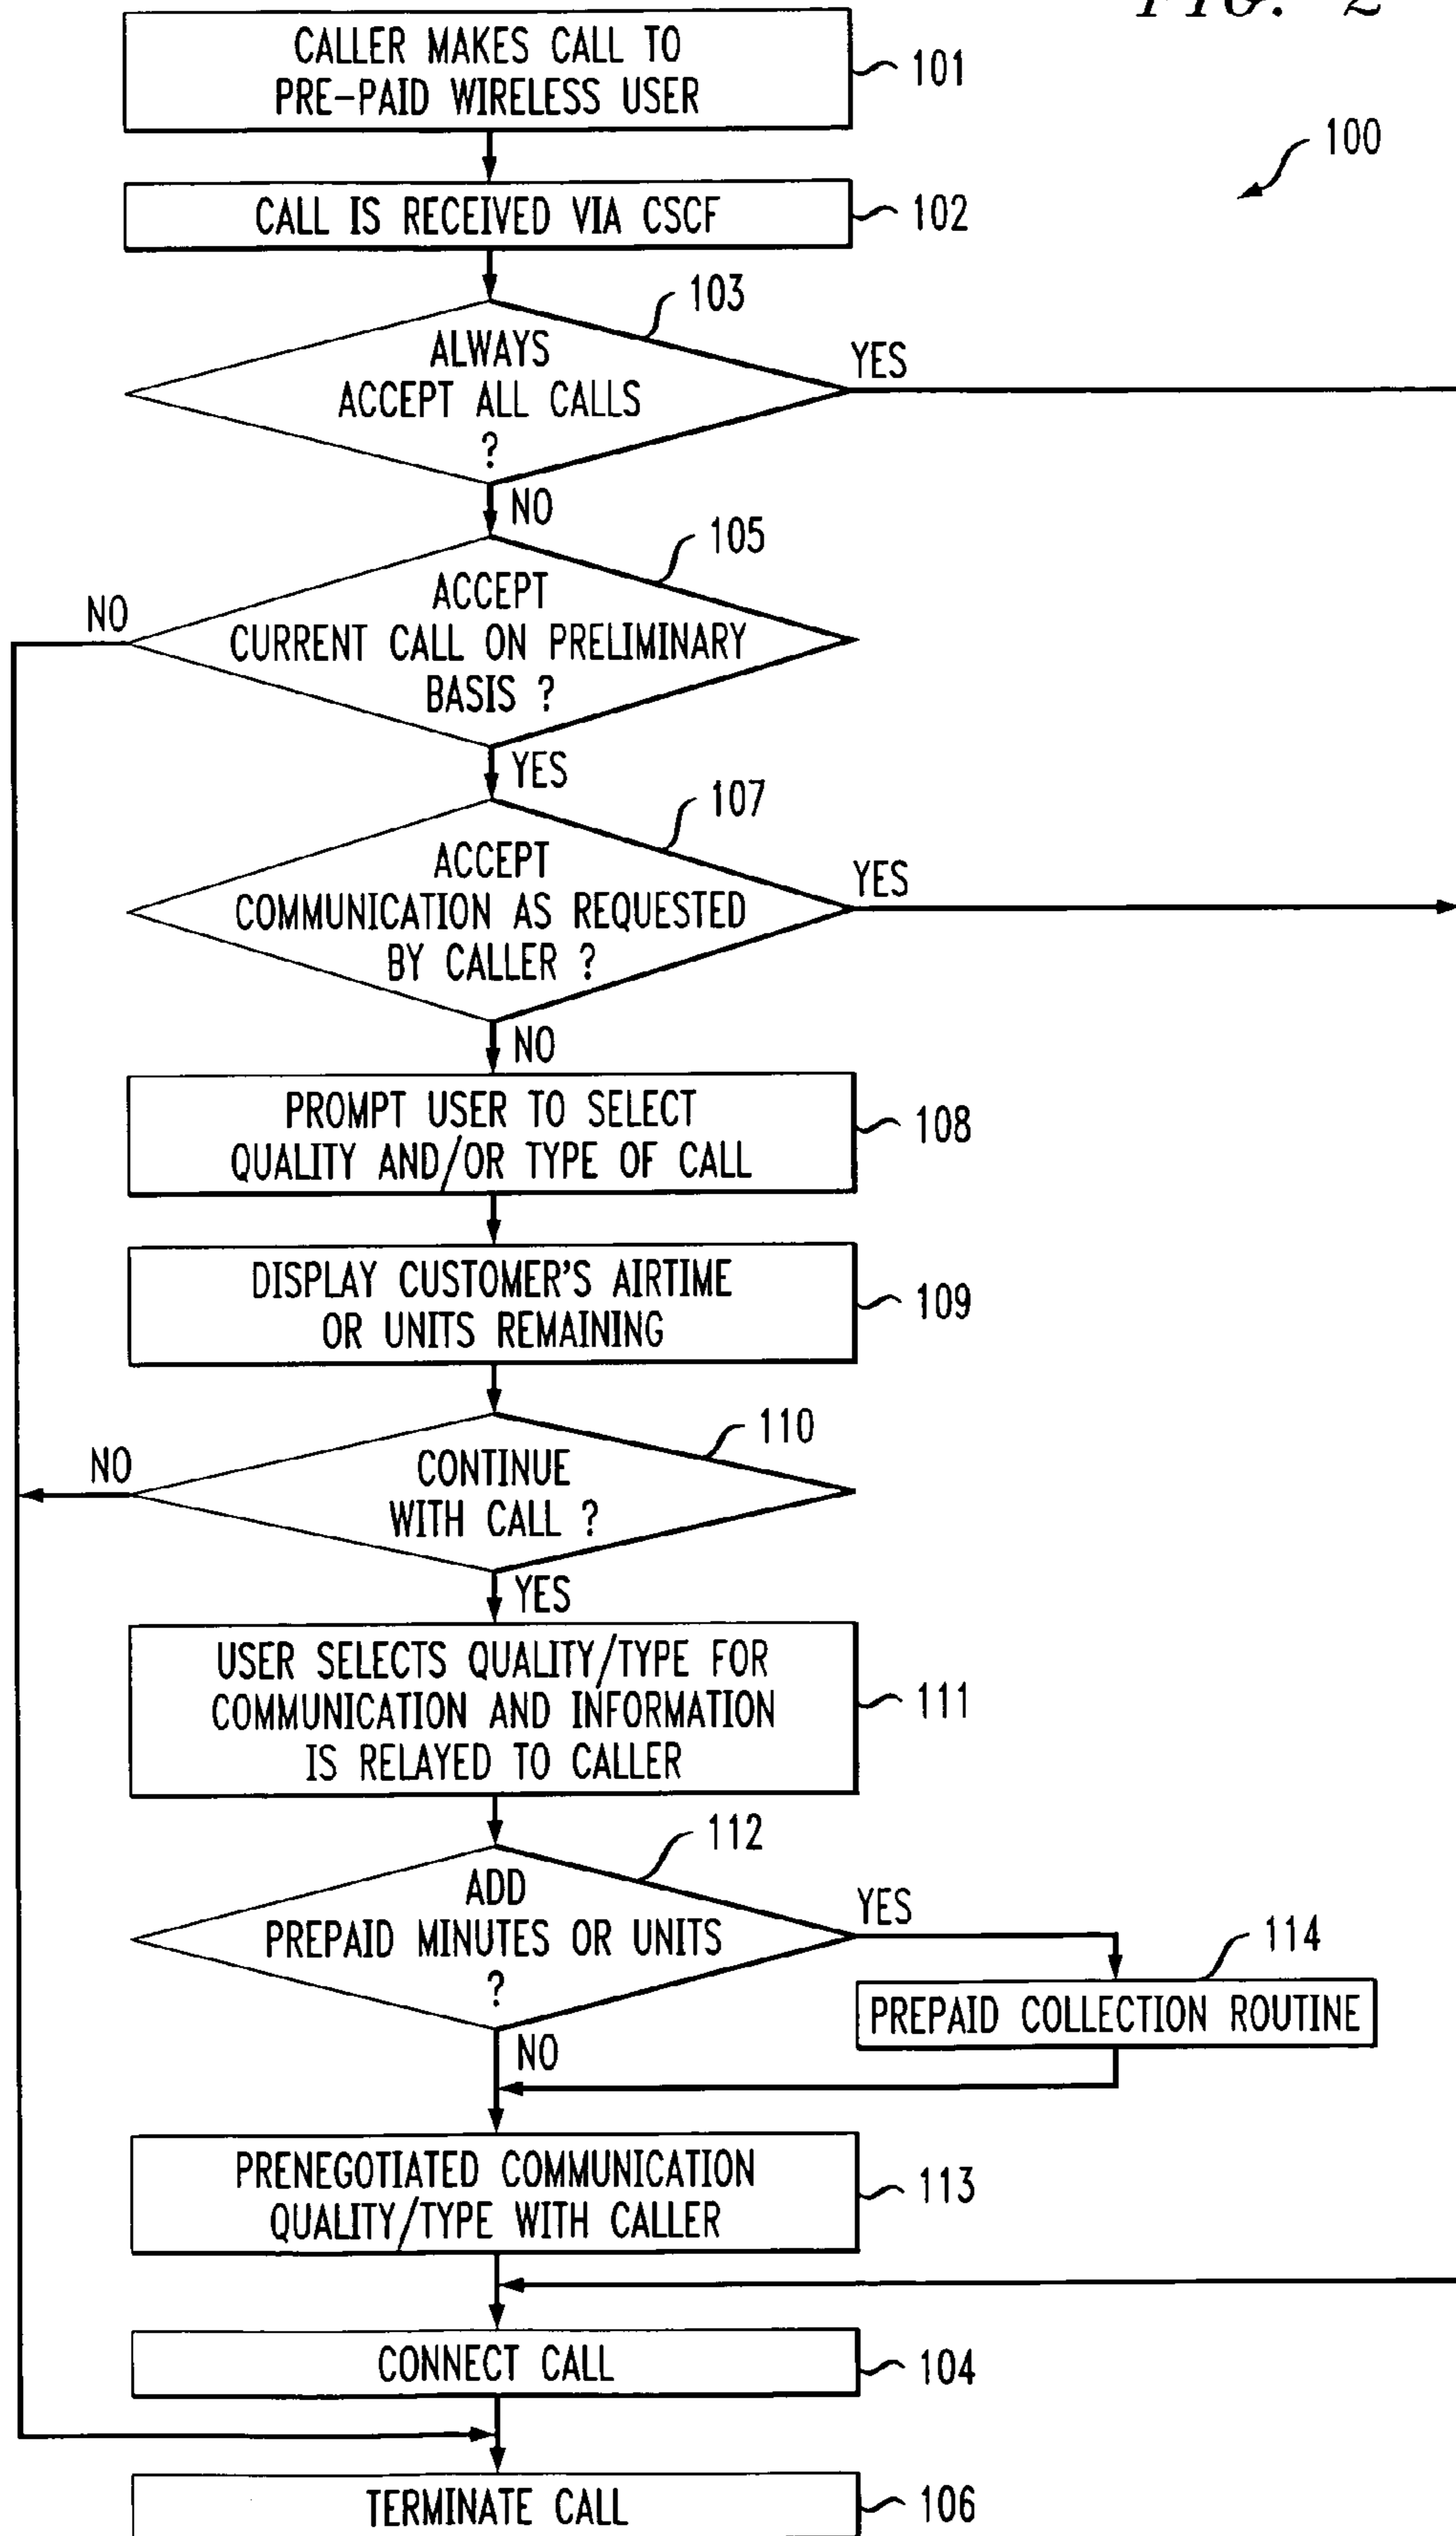 FIG. 2
CALLER MAKES CALL TO
PRE-PAID WIRELESS USER
101
100
CALL IS RECEIVED VIA CSCF
102
103
ALWAYS
ACCEPT ALL CALLS
?
YES
NO
105
ACCEPT
CURRENT CALL ON PRELIMINARY
BASIS ?
NO
YES
107
ACCEPT
COMMUNICATION AS REQUESTED
BY CALLER ?
YES
NO
PROMPT USER TO SELECT
QUALITY AND/OR TYPE OF CALL
108
DISPLAY CUSTOMER'S AIRTIME
OR UNITS REMAINING
109
110
CONTINUE
WITH CALL ?
NO
YES
USER SELECTS QUALITY/TYPE FOR
COMMUNICATION AND INFORMATION
IS RELAYED TO CALLER
111
112
ADD
PREPAID MINUTES OR UNITS
?
YES
114
PREPAID COLLECTION ROUTINE
NO
PRENEGOTIATED COMMUNICATION
QUALITY/TYPE WITH CALLER
113
CONNECT CALL
104
TERMINATE CALL
106